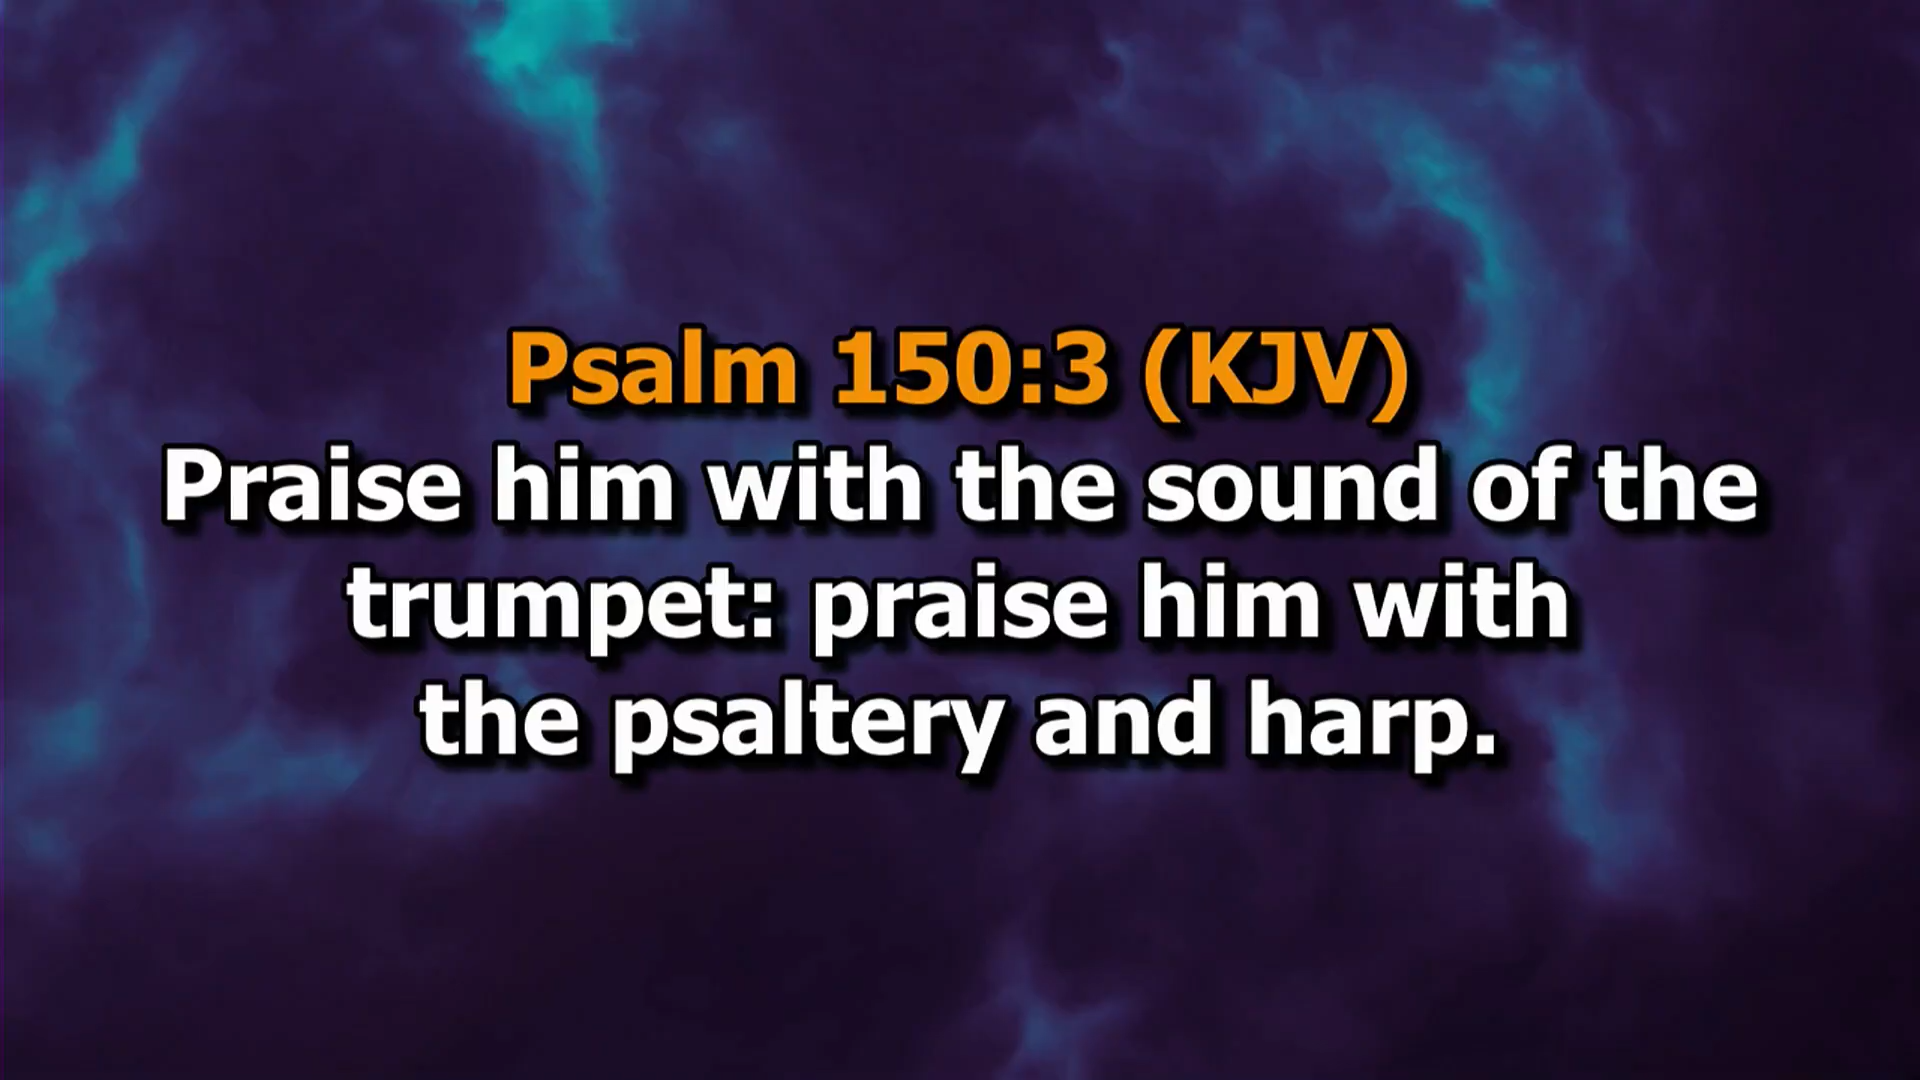 Psalm 150:3 (KJV)
Praise him with the sound of the
trumpet: praise him with
the psaltery and harp.